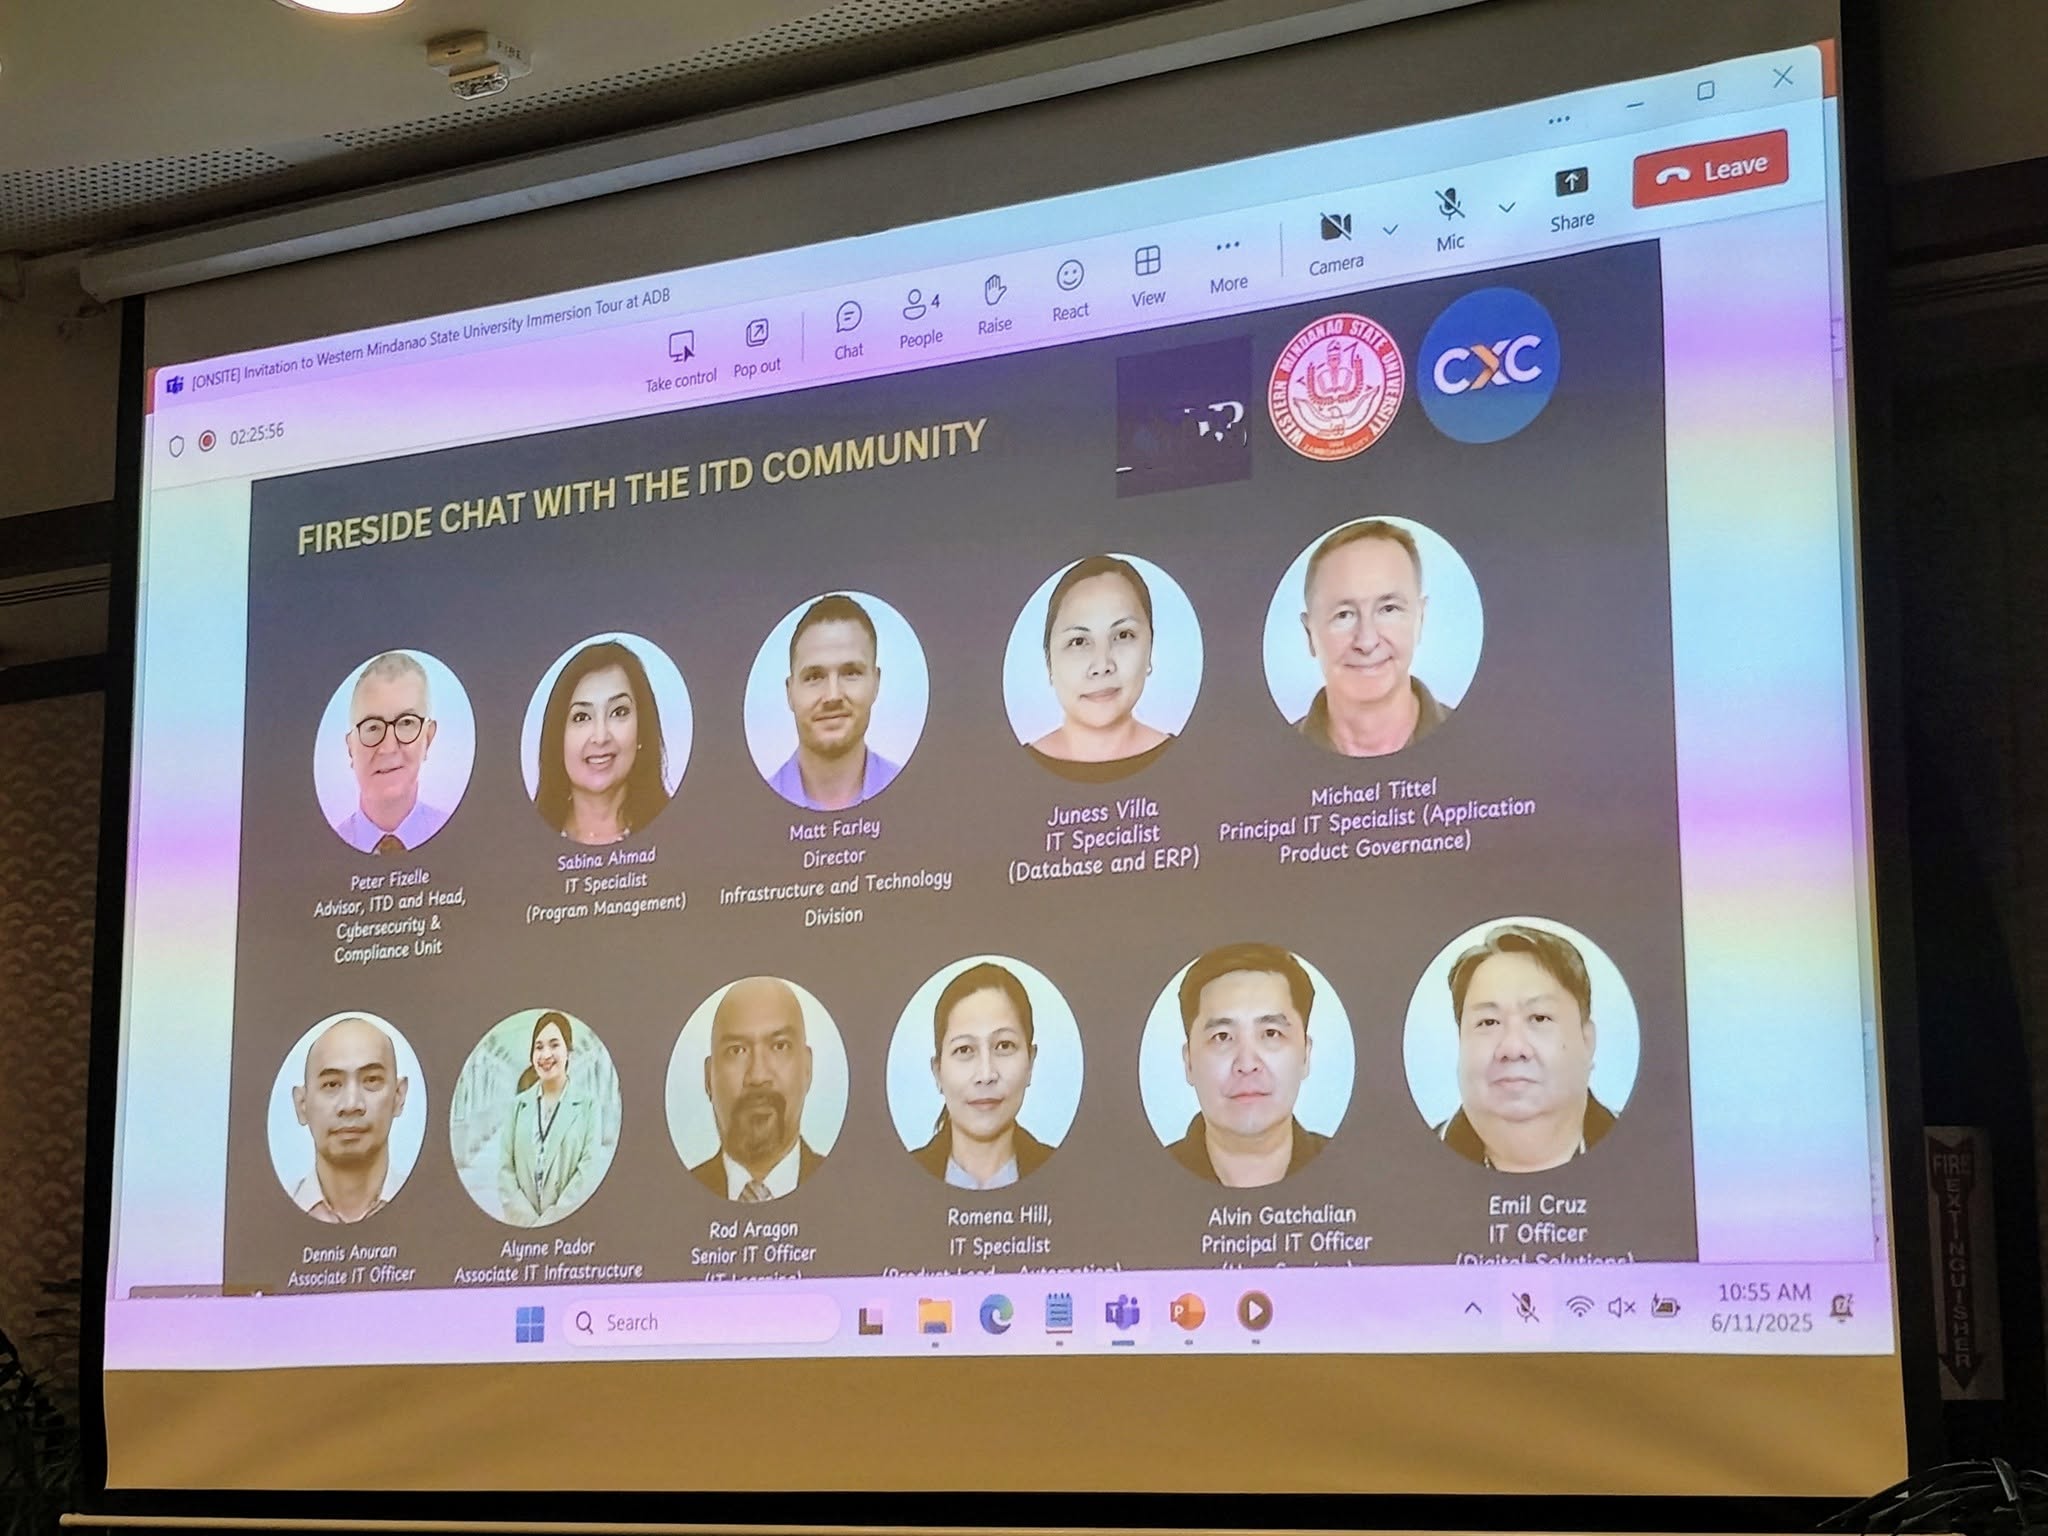 FIRE
[ONSITE] Invitation to Western Mindanao State University Immersion Tour at ADB
Take control
Pop out
Chat
People
4
Raise
React
View
More
Camera
Mic
Share
Leave
02:25:56
FIRESIDE CHAT WITH THE ITD COMMUNITY
WESTERN MINDANAO STATE UNIVERSITY
ZAMBOANGA CITY
CXC
Peter Fizelle
Advisor, ITD and Head,
Cybersecurity &
Compliance Unit
Sabina Ahmad
IT Specialist
(Program Management)
Matt Farley
Director
Infrastructure and Technology
Division
Juness Villa
IT Specialist
(Database and ERP)
Michael Tittel
Principal IT Specialist (Application
Product Governance)
Dennis Anuran
Associate IT Officer
Alynne Pador
Associate IT Infrastructure
Rod Aragon
Senior IT Officer
(IT Learning)
Romena Hill,
IT Specialist
(Product Lead - Automation)
Alvin Gatchalian
Principal IT Officer
Emil Cruz
IT Officer
(Digital Solutions)
Search
10:55 AM
6/11/2025
FIRE
EXTINGUISHER